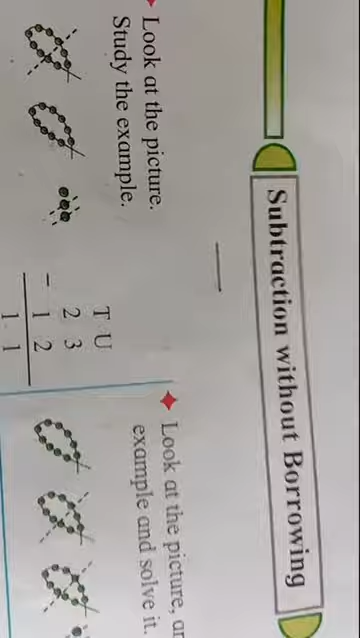 Subtraction without Borrowing
Look at the picture.
Study the example.
T U
2 3
- 1 2
1 1
Look at the picture,
example and solve it.